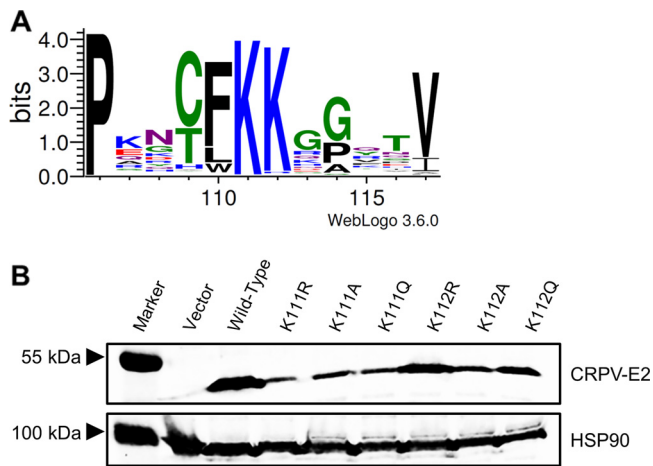 A
bits
4.0
3.0
2.0
1.0
0.0
P K N C T F L W K K G G P A T V I
110
115
WebLogo 3.6.0
B
Marker Vector Wild-Type K111R K111A K111Q K112R K112A K112Q
55 kDa
CRPV-E2
100 kDa
HSP90